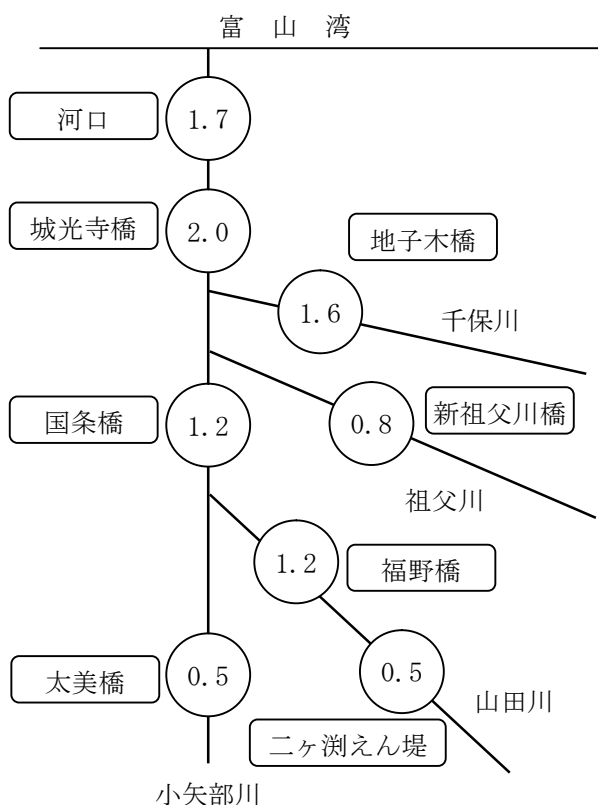 富山湾
河口
1.7
城光寺橋
2.0
地子木橋
1.6
千保川
国条橋
1.2
0.8
新祖父川橋
祖父川
1.2
福野橋
太美橋
0.5
0.5
山田川
二ヶ渕えん堤
小矢部川